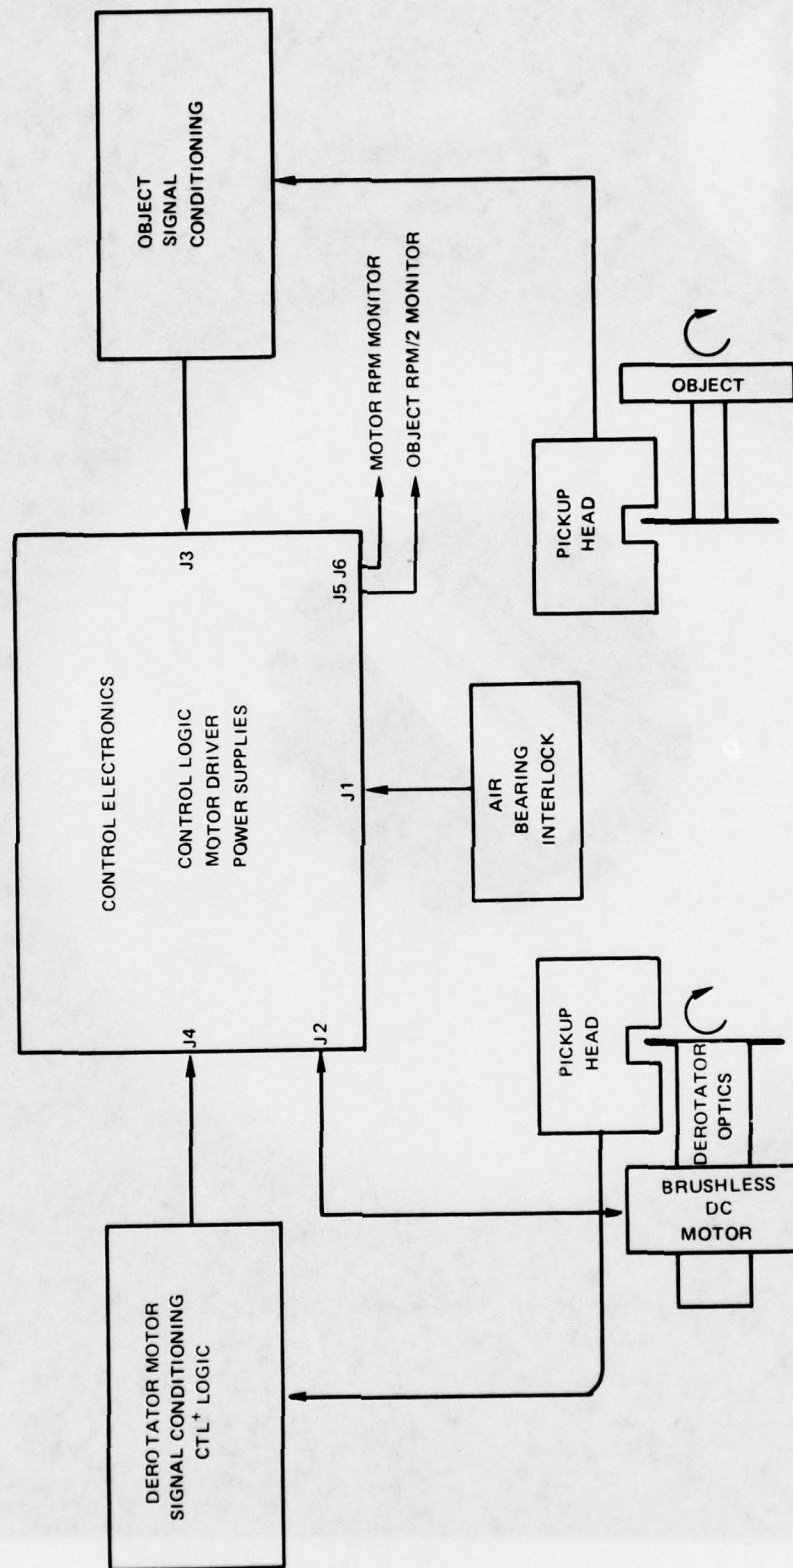 DEROTATOR MOTOR
SIGNAL CONDITIONING
CTL+ LOGIC
CONTROL ELECTRONICS
CONTROL LOGIC
MOTOR DRIVER
POWER SUPPLIES
J4
J2
J1
J3
J5 J6
OBJECT
SIGNAL
CONDITIONING
MOTOR RPM MONITOR
OBJECT RPM/2 MONITOR
AIR
BEARING
INTERLOCK
PICKUP
HEAD
PICKUP
HEAD
BRUSHLESS
DC
MOTOR
DEROTATOR
OPTICS
OBJECT